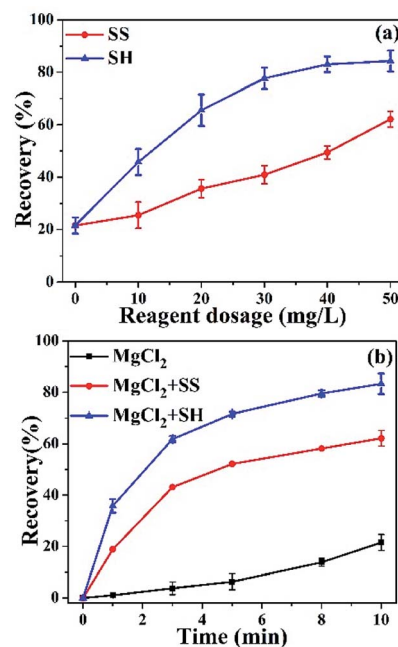 SS
SH
(a)
100
80
60
40
20
0
Recovery (%)
0 10 20 30 40 50
Reagent dosage (mg/L)
MgCl₂
MgCl₂+SS
MgCl₂+SH
(b)
100
80
60
40
20
0
Recovery(%)
0 2 4 6 8 10
Time (min)